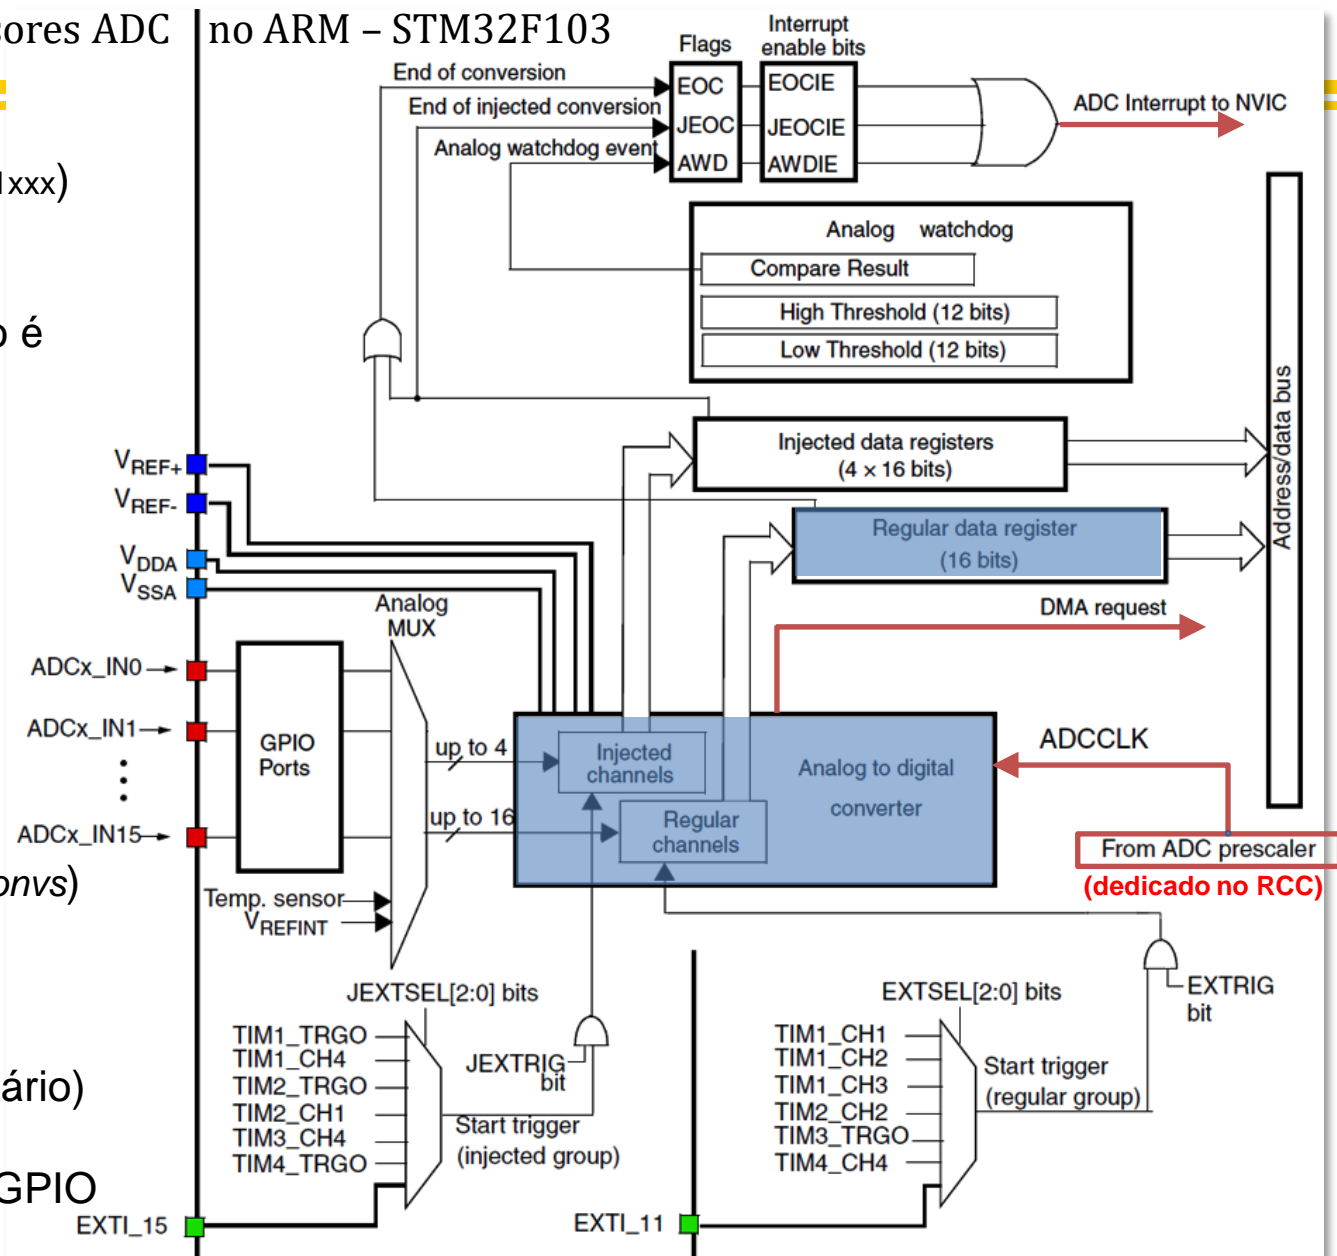 sores ADC no ARM – STM32F103
1xxx)
o é
onvs)
ário)
GPIO
Flags
Interrupt
enable bits
End of conversion
EOC
EOCIE
End of injected conversion
JEOC
JEOCIE
Analog watchdog event
AWD
AWDIE
ADC Interrupt to NVIC
Analog watchdog
Compare Result
High Threshold (12 bits)
Low Threshold (12 bits)
Injected data registers
(4 × 16 bits)
Regular data register
(16 bits)
Address/data bus
DMA request
VREF+
VREF-
VDDA
VSSA
Analog
MUX
ADCx_IN0
ADCx_IN1
ADCx_IN15
GPIO
Ports
up to 4
up to 16
Injected
channels
Regular
channels
Analog to digital
converter
ADCCLK
From ADC prescaler
(dedicado no RCC)
Temp. sensor
VREFINT
JEXTSEL[2:0] bits
TIM1_TRGO
TIM1_CH4
TIM2_TRGO
TIM2_CH1
TIM3_CH4
TIM4_TRGO
JEXTRIG
bit
Start trigger
(injected group)
EXTI_15
EXTSEL[2:0] bits
TIM1_CH1
TIM1_CH2
TIM1_CH3
TIM2_CH2
TIM3_TRGO
TIM4_CH4
EXTRIG
bit
Start trigger
(regular group)
EXTI_11